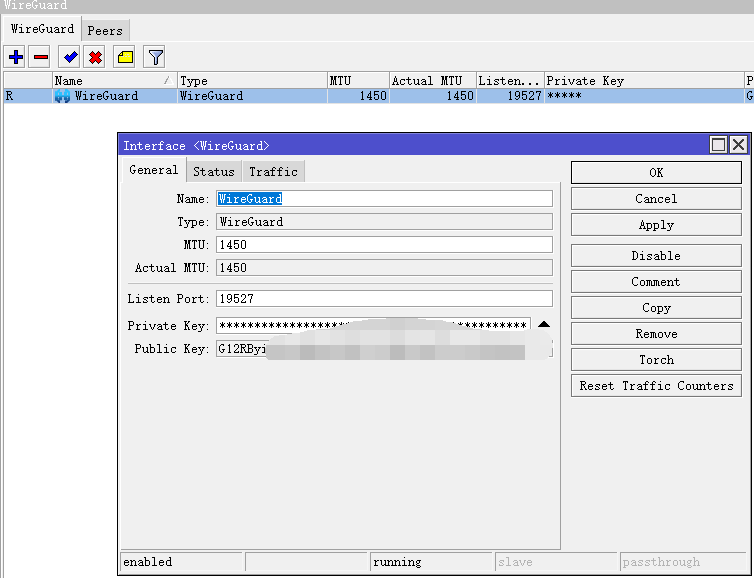 WireGuard
WireGuard Peers
Name Type MTU Actual MTU Listen... Private Key P
R WireGuard WireGuard 1450 1450 19527 ***** G
Interface <WireGuard>
General Status Traffic
Name: WireGuard
Type: WireGuard
MTU: 1450
Actual MTU: 1450
Listen Port: 19527
Private Key:
Public Key: G12RByi
OK
Cancel
Apply
Disable
Comment
Copy
Remove
Torch
Reset Traffic Counters
enabled running slave passthrough